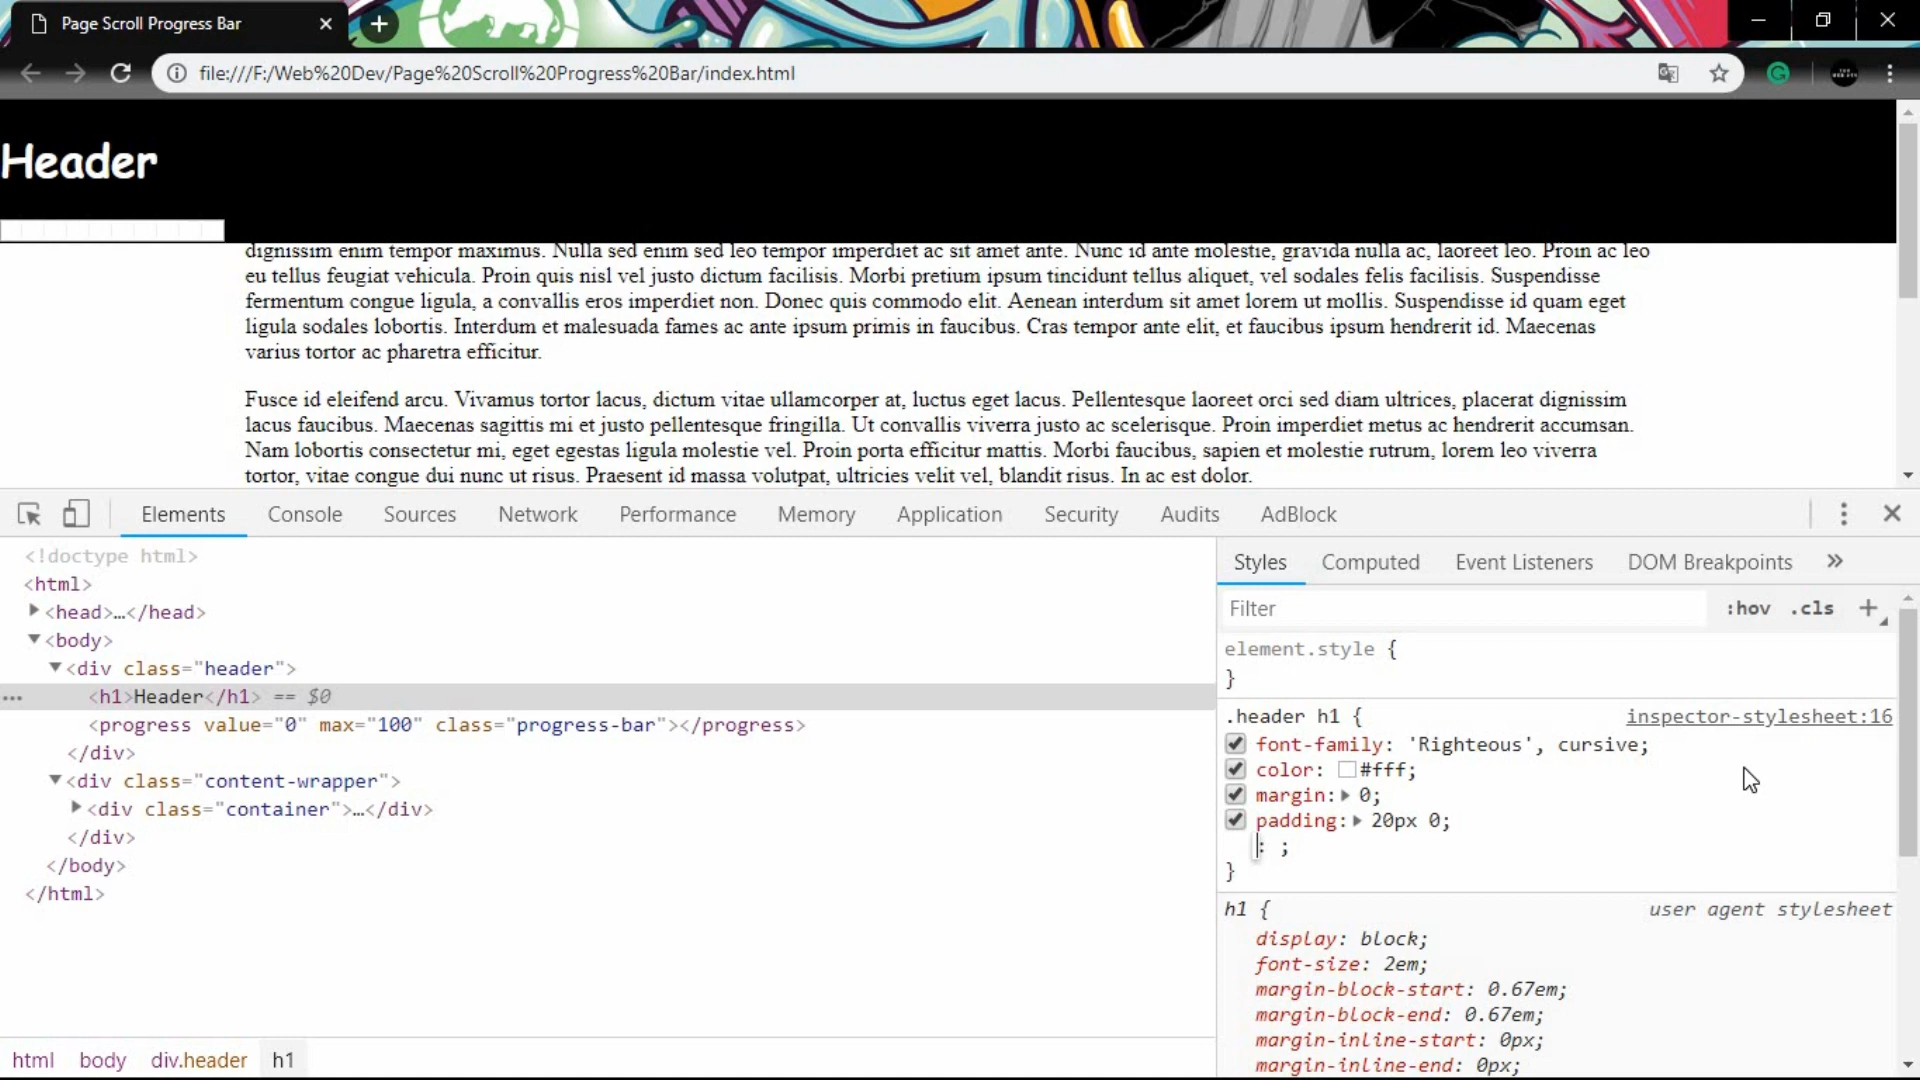 Page Scroll Progress Bar
file:///F:/Web%20Dev/Page%20Scroll%20Progress%20Bar/index.html
Header
dignissim enim tempor maximus. Nulla sed enim sed leo tempor imperdiet ac sit amet ante. Nunc id ante molestie, gravida nulla ac, laoreet leo. Proin ac leo
eu tellus feugiat vehicula. Proin quis nisl vel justo dictum facilisis. Morbi pretium ipsum tincidunt tellus aliquet, vel sodales felis facilisis. Suspendisse
fermentum congue ligula, a convallis eros imperdiet non. Donec quis commodo elit. Aenean interdum sit amet lorem ut mollis. Suspendisse id quam eget
ligula sodales lobortis. Interdum et malesuada fames ac ante ipsum primis in faucibus. Cras tempor ante elit, et faucibus ipsum hendrerit id. Maecenas
varius tortor ac pharetra efficitur.
Fusce id eleifend arcu. Vivamus tortor lacus, dictum vitae ullamcorper at, luctus eget lacus. Pellentesque laoreet orci sed diam ultrices, placerat dignissim
lacus faucibus. Maecenas sagittis mi et justo pellentesque fringilla. Ut convallis viverra justo ac scelerisque. Proin imperdiet metus ac hendrerit accumsan.
Nam lobortis consectetur mi, eget egestas ligula molestie vel. Proin porta efficitur mattis. Morbi faucibus, sapien et molestie rutrum, lorem leo viverra
tortor, vitae congue dui nunc ut risus. Praesent id massa volutpat, ultricies velit vel, blandit risus. In ac est dolor.
Elements Console Sources Network Performance Memory Application Security Audits AdBlock
<!doctype html>
<html>
<head>…</head>
<body>
<div class="header">
<h1>Header</h1> == $0
<progress value="0" max="100" class="progress-bar"></progress>
</div>
<div class="content-wrapper">
<div class="container">…</div>
</div>
</body>
</html>
html body div.header h1
Styles Computed Event Listeners DOM Breakpoints »
Filter :hov .cls +
element.style {
}
.header h1 { inspector-stylesheet:16
font-family: 'Righteous', cursive;
color: #fff;
margin: 0;
padding: 20px 0;
: ;
}
h1 { user agent stylesheet
display: block;
font-size: 2em;
margin-block-start: 0.67em;
margin-block-end: 0.67em;
margin-inline-start: 0px;
margin-inline-end: 0px;